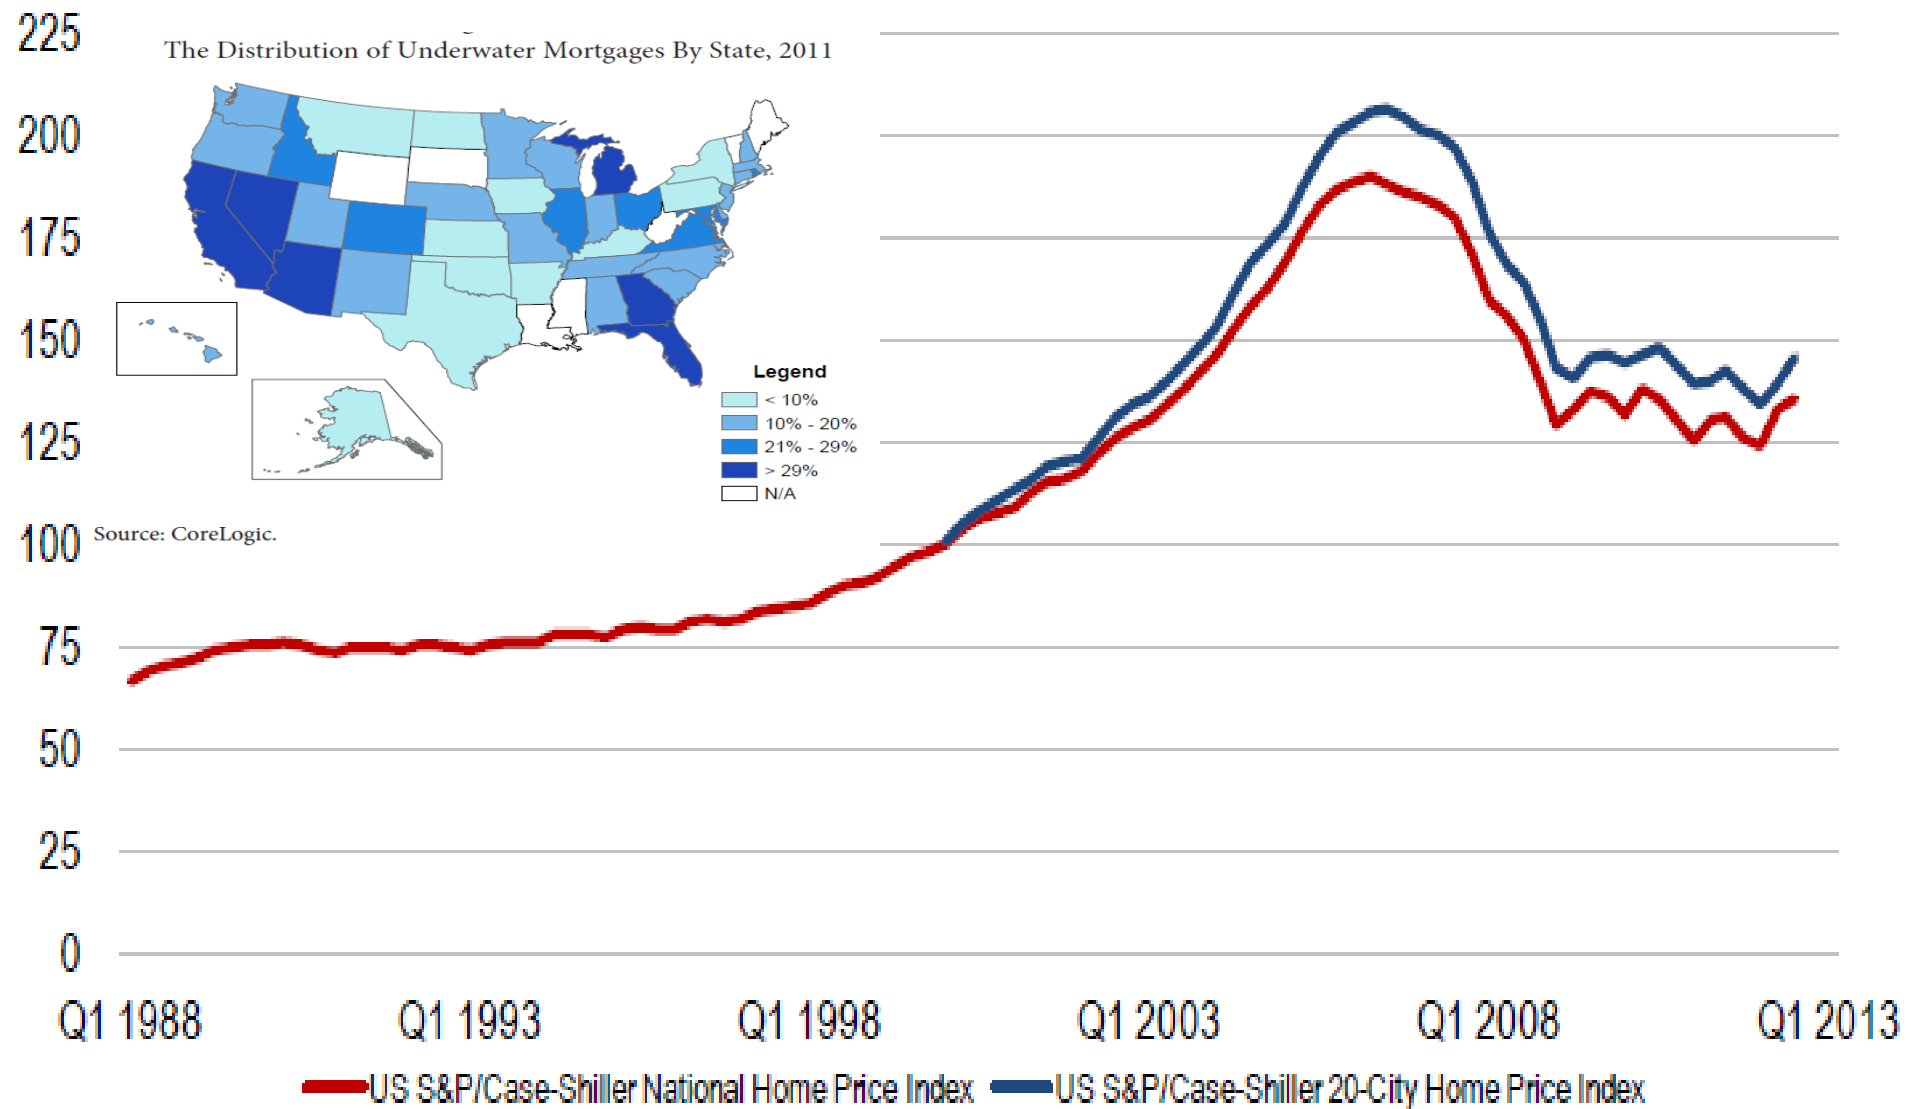 225
The Distribution of Underwater Mortgages By State, 2011
200
175
150
Legend
< 10%
10% - 20%
125
21% - 29%
> 29%
N/A
100
Source: CoreLogic.
75
50
25
0
Q1 1988 Q1 1993 Q1 1998 Q1 2003 Q1 2008 Q1 2013
US S&P/Case-Shiller National Home Price Index US S&P/Case-Shiller 20-City Home Price Index